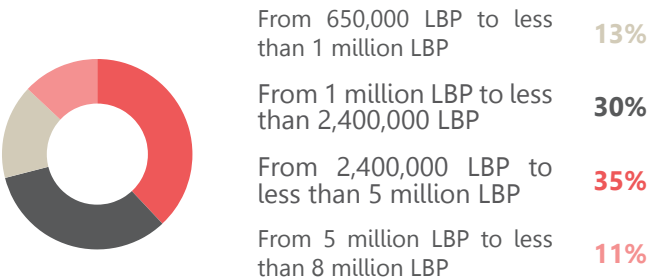 From 650,000 LBP to less
than 1 million LBP
13%
From 1 million LBP to less
than 2,400,000 LBP
30%
From 2,400,000 LBP to
less than 5 million LBP
35%
From 5 million LBP to less
than 8 million LBP
11%